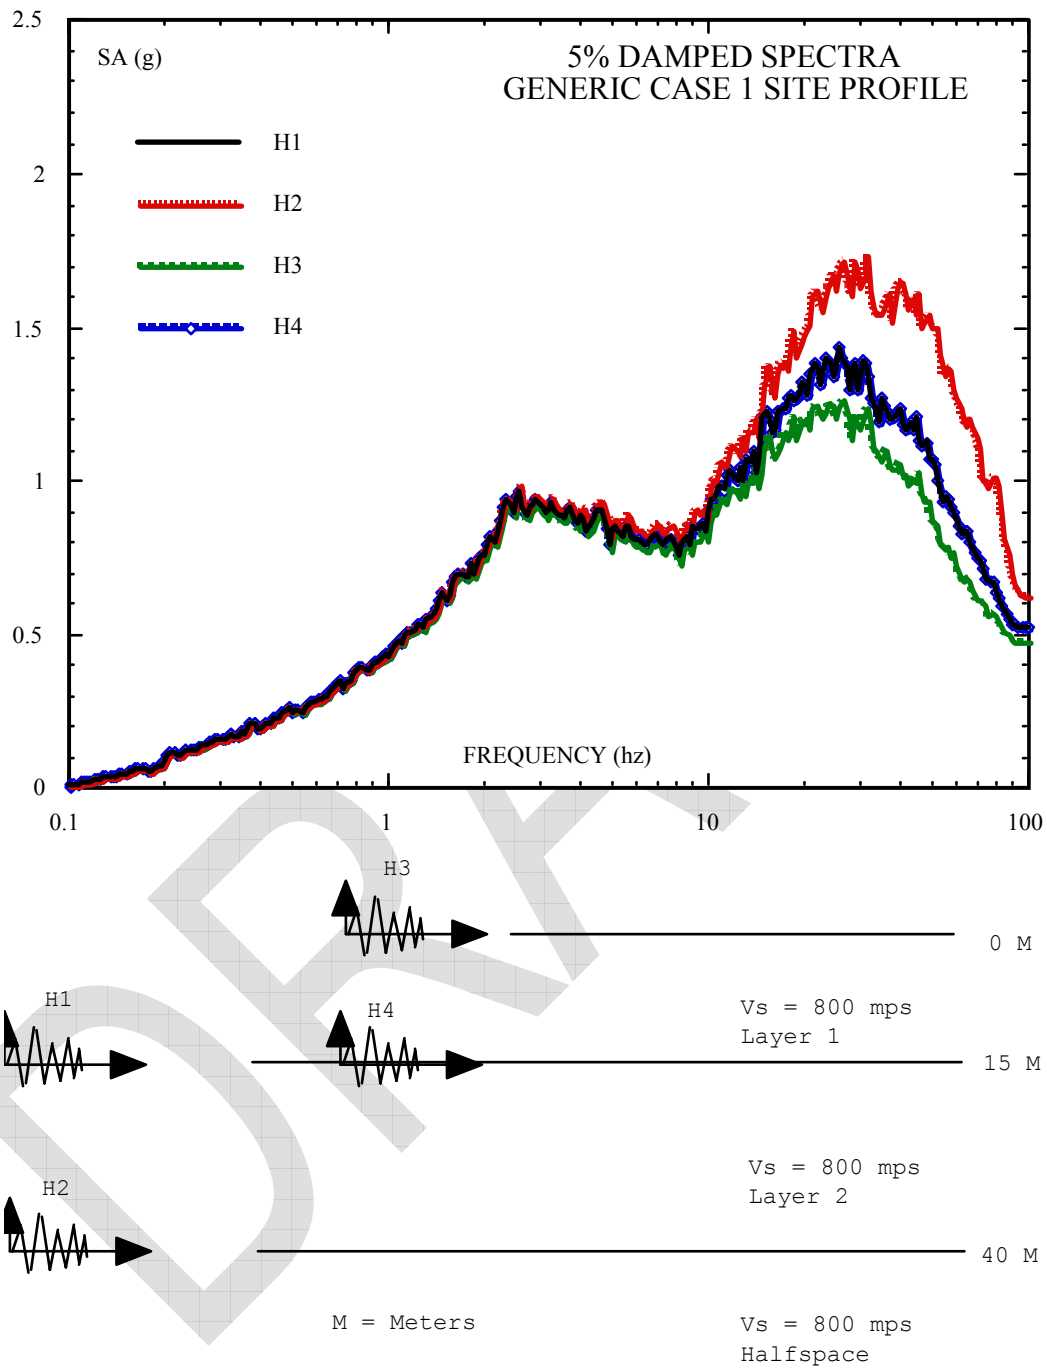 2.5
SA (g)
5% DAMPED SPECTRA
GENERIC CASE 1 SITE PROFILE
H1
2
H2
H3
1.5
H4
1
0.5
FREQUENCY (hz)
0
0.1
1
10
100
H3
0 M
H1
H4
Vs = 800 mps
Layer 1
15 M
Vs = 800 mps
H2
Layer 2
40 M
M = Meters
Vs = 800 mps
Halfspace
DRA